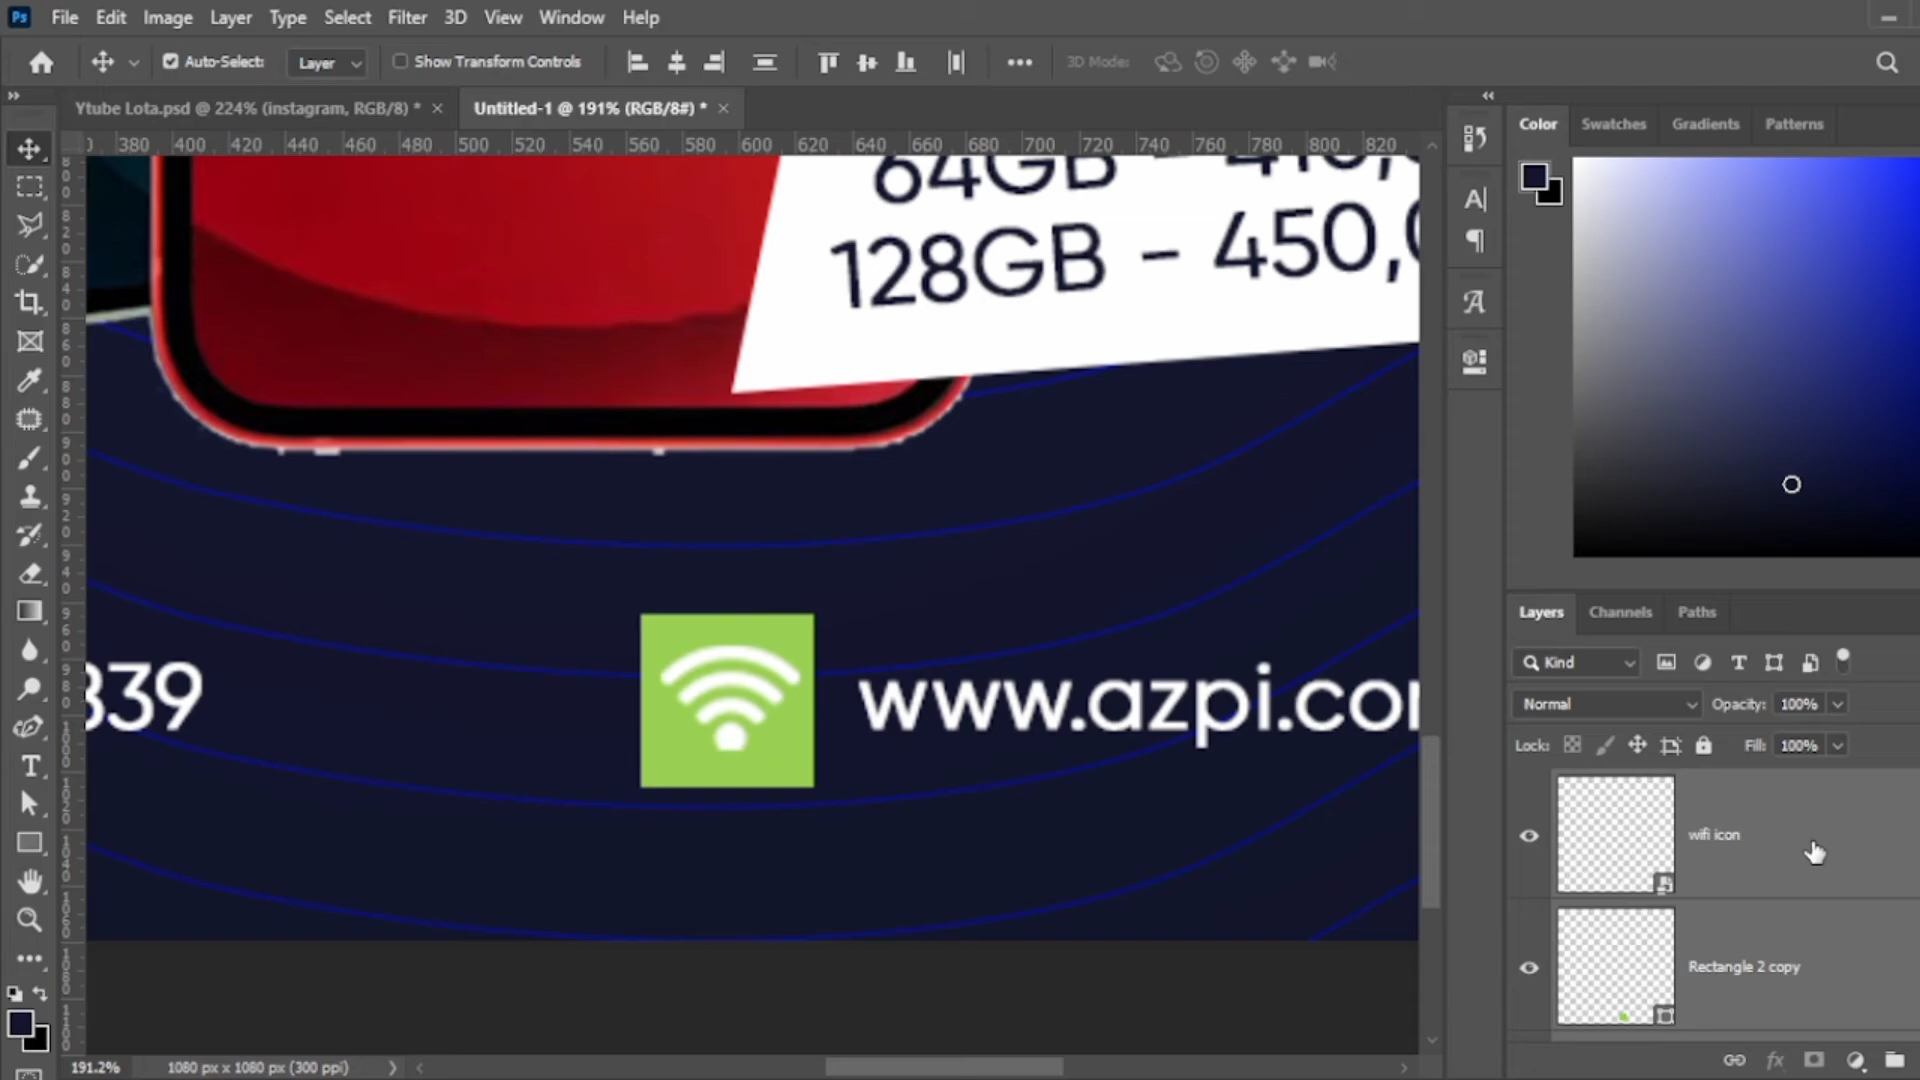 Ps File Edit Image Layer Type Select Filter 3D View Window Help
Auto-Select: Layer Show Transform Controls 3D Mode:
Ytube Lota.psd @ 224% (instagram, RGB/8) * × Untitled-1 @ 191% (RGB/8#) * ×
380 400 420 440 460 480 500 520 540 560 580 600 620 640 660 680 700 720 740 760 780 800 820
Color Swatches Gradients Patterns
64GB -
128GB - 450,
839
www.azpi.co
Layers Channels Paths
Kind
Normal Opacity: 100%
Lock: Fill: 100%
wifi icon
Rectangle 2 copy
fx
191.2% 1080 px x 1080 px (300 ppi)